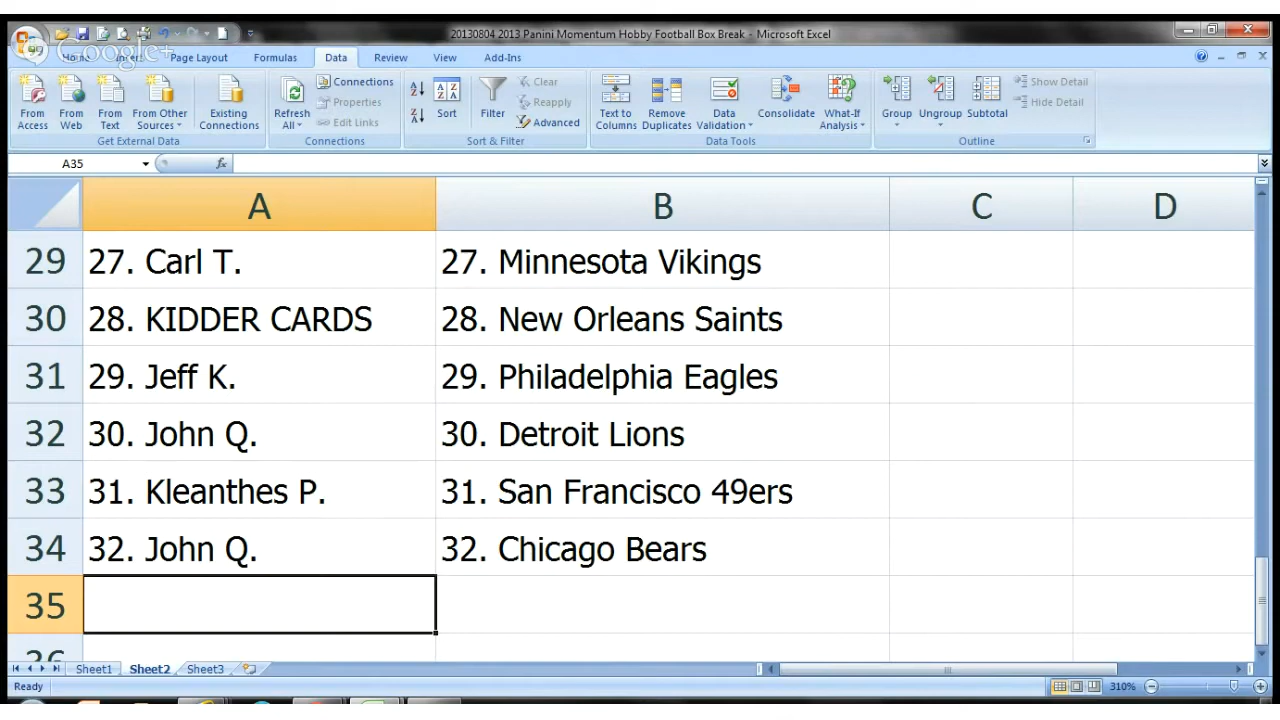 20130804 2013 Panini Momentum Hobby Football Box Break - Microsoft Excel
Google+
Home Insert Page Layout Formulas Data Review View Add-Ins
From Access
From Web
From Text
From Other Sources
Existing Connections
Get External Data
Refresh All
Connections
Properties
Edit Links
Connections
Sort
Filter
Clear
Reapply
Advanced
Sort & Filter
Text to Columns
Remove Duplicates
Data Validation
Consolidate
What-If Analysis
Data Tools
Group
Ungroup
Subtotal
Show Detail
Hide Detail
Outline
A35 fx
A B C D
29 27. Carl T. 27. Minnesota Vikings
30 28. KIDDER CARDS 28. New Orleans Saints
31 29. Jeff K. 29. Philadelphia Eagles
32 30. John Q. 30. Detroit Lions
33 31. Kleanthes P. 31. San Francisco 49ers
34 32. John Q. 32. Chicago Bears
35
36
Sheet1 Sheet2 Sheet3
Ready 310%